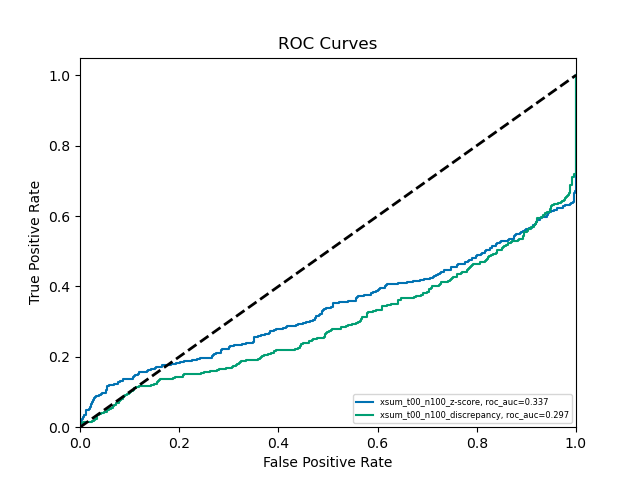 ROC Curves
True Positive Rate
1.0
0.8
0.6
0.4
0.2
0.0
0.0 0.2 0.4 0.6 0.8 1.0
False Positive Rate
xsum_t00_n100_z-score, roc_auc=0.337
xsum_t00_n100_discrepancy, roc_auc=0.297